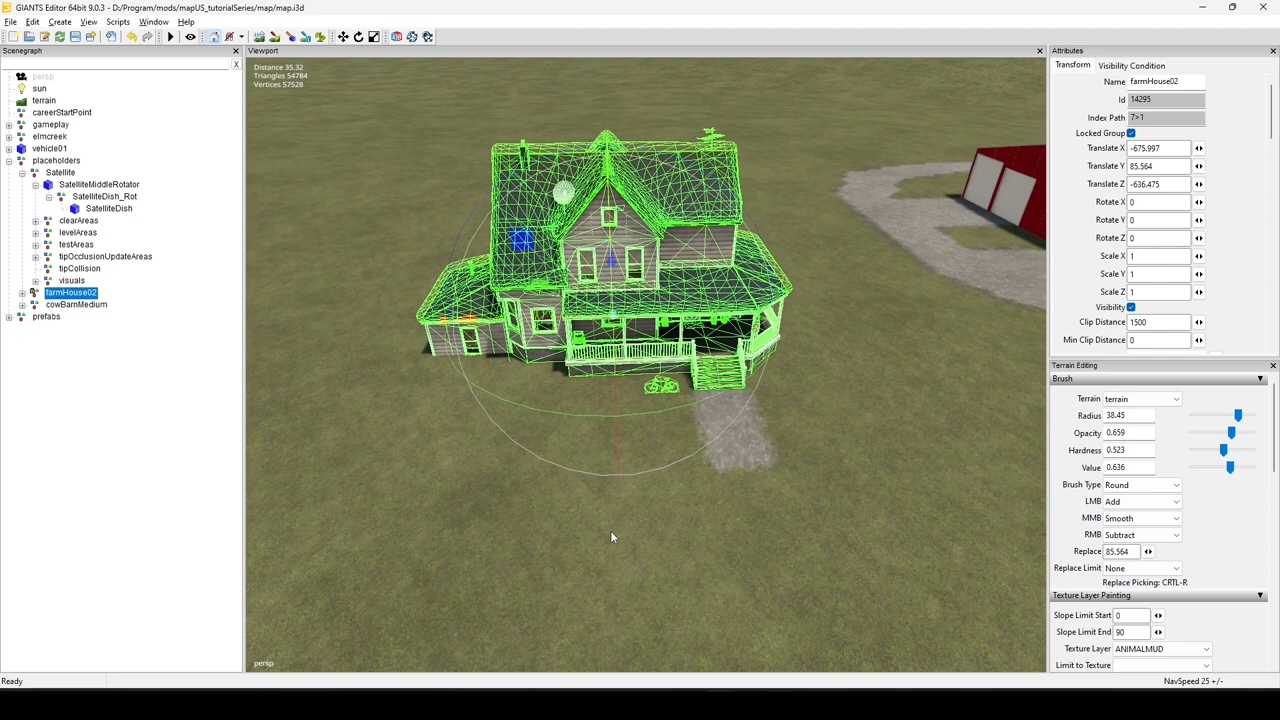 GIANTS Editor 64bit 9.0.3 - D:/Program/mods/mapUS_tutorialSeries/map/map.i3d
File Edit Create View Scripts Window Help
Scenegraph
X
persp
sun
terrain
careerStartPoint
gameplay
elmcreek
vehicle01
placeholders
Satellite
SatelliteMiddleRotator
SatelliteDish_Rot
SatelliteDish
clearAreas
levelAreas
testAreas
tipOcclusionUpdateAreas
tipCollision
visuals
farmHouse02
cowBarnMedium
prefabs
Viewport
Distance 35.32
Triangles 54784
Vertices 57528
persp
Attributes
Transform Visibility Condition
Name farmHouse02
Id 14295
Index Path 7>1
Locked Group
Translate X -675.997
Translate Y 85.564
Translate Z -636.475
Rotate X 0
Rotate Y 0
Rotate Z 0
Scale X 1
Scale Y 1
Scale Z 1
Visibility
Clip Distance 1500
Min Clip Distance 0
Terrain Editing
Brush
Terrain terrain
Radius 38.45
Opacity 0.659
Hardness 0.523
Value 0.636
Brush Type Round
LMB Add
MMB Smooth
RMB Subtract
Replace 85.564
Replace Limit None
Replace Picking: CRTL-R
Texture Layer Painting
Slope Limit Start 0
Slope Limit End 90
Texture Layer ANIMALMUD
Limit to Texture
Ready
NavSpeed 25 +/-